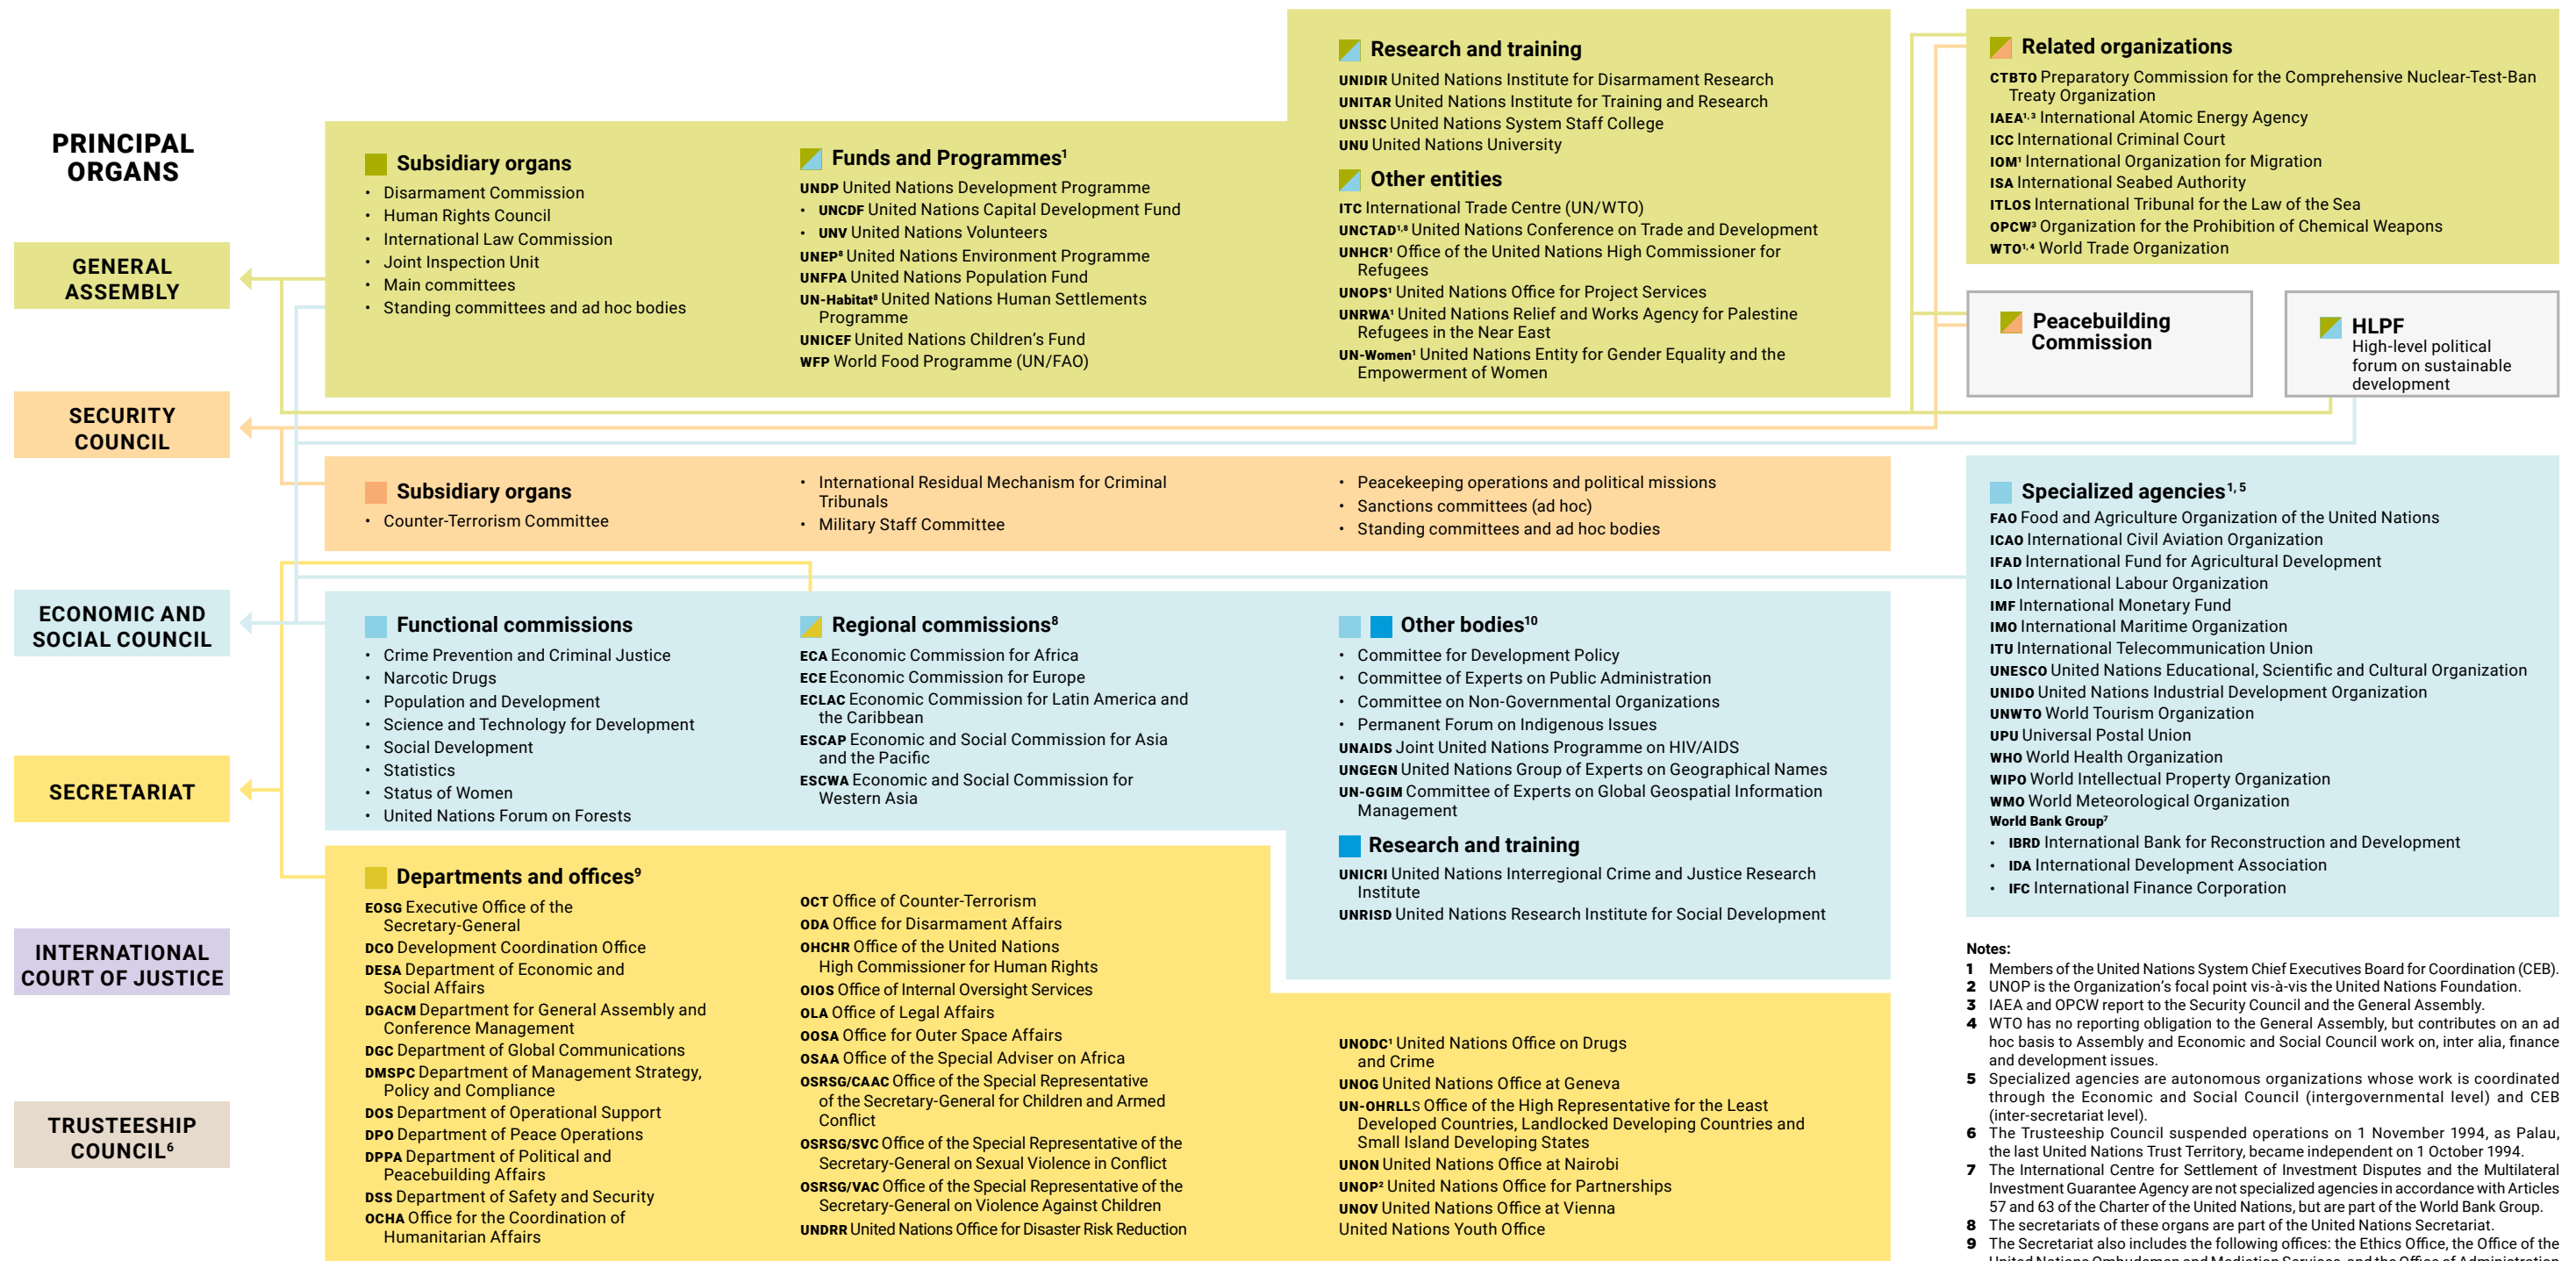 PRINCIPAL
ORGANS
GENERAL
ASSEMBLY
SECURITY
COUNCIL
ECONOMIC AND
SOCIAL COUNCIL
SECRETARIAT
INTERNATIONAL
COURT OF JUSTICE
TRUSTEESHIP
COUNCIL⁶
Subsidiary organs
• Disarmament Commission
• Human Rights Council
• International Law Commission
• Joint Inspection Unit
• Main committees
• Standing committees and ad hoc bodies
Funds and Programmes¹
UNDP United Nations Development Programme
• UNCDF United Nations Capital Development Fund
• UNV United Nations Volunteers
UNEP⁸ United Nations Environment Programme
UNFPA United Nations Population Fund
UN-Habitat⁸ United Nations Human Settlements
Programme
UNICEF United Nations Children’s Fund
WFP World Food Programme (UN/FAO)
Research and training
UNIDIR United Nations Institute for Disarmament Research
UNITAR United Nations Institute for Training and Research
UNSSC United Nations System Staff College
UNU United Nations University
Other entities
ITC International Trade Centre (UN/WTO)
UNCTAD¹,⁸ United Nations Conference on Trade and Development
UNHCR¹ Office of the United Nations High Commissioner for
Refugees
UNOPS¹ United Nations Office for Project Services
UNRWA¹ United Nations Relief and Works Agency for Palestine
Refugees in the Near East
UN-Women¹ United Nations Entity for Gender Equality and the
Empowerment of Women
Related organizations
CTBTO Preparatory Commission for the Comprehensive Nuclear-Test-Ban
Treaty Organization
IAEA¹,³ International Atomic Energy Agency
ICC International Criminal Court
IOM¹ International Organization for Migration
ISA International Seabed Authority
ITLOS International Tribunal for the Law of the Sea
OPCW³ Organization for the Prohibition of Chemical Weapons
WTO¹,⁴ World Trade Organization
Peacebuilding
Commission
HLPF
High-level political
forum on sustainable
development
Subsidiary organs
• Counter-Terrorism Committee
• International Residual Mechanism for Criminal
Tribunals
• Military Staff Committee
• Peacekeeping operations and political missions
• Sanctions committees (ad hoc)
• Standing committees and ad hoc bodies
Functional commissions
• Crime Prevention and Criminal Justice
• Narcotic Drugs
• Population and Development
• Science and Technology for Development
• Social Development
• Statistics
• Status of Women
• United Nations Forum on Forests
Regional commissions⁸
ECA Economic Commission for Africa
ECE Economic Commission for Europe
ECLAC Economic Commission for Latin America and
the Caribbean
ESCAP Economic and Social Commission for Asia
and the Pacific
ESCWA Economic and Social Commission for
Western Asia
Other bodies¹⁰
• Committee for Development Policy
• Committee of Experts on Public Administration
• Committee on Non-Governmental Organizations
• Permanent Forum on Indigenous Issues
UNAIDS Joint United Nations Programme on HIV/AIDS
UNGEGN United Nations Group of Experts on Geographical Names
UN-GGIM Committee of Experts on Global Geospatial Information
Management
Research and training
UNICRI United Nations Interregional Crime and Justice Research
Institute
UNRISD United Nations Research Institute for Social Development
Specialized agencies¹,⁵
FAO Food and Agriculture Organization of the United Nations
ICAO International Civil Aviation Organization
IFAD International Fund for Agricultural Development
ILO International Labour Organization
IMF International Monetary Fund
IMO International Maritime Organization
ITU International Telecommunication Union
UNESCO United Nations Educational, Scientific and Cultural Organization
UNIDO United Nations Industrial Development Organization
UNWTO World Tourism Organization
UPU Universal Postal Union
WHO World Health Organization
WIPO World Intellectual Property Organization
WMO World Meteorological Organization
World Bank Group⁷
• IBRD International Bank for Reconstruction and Development
• IDA International Development Association
• IFC International Finance Corporation
Departments and offices⁹
EOSG Executive Office of the
Secretary-General
DCO Development Coordination Office
DESA Department of Economic and
Social Affairs
DGACM Department for General Assembly and
Conference Management
DGC Department of Global Communications
DMSPC Department of Management Strategy,
Policy and Compliance
DOS Department of Operational Support
DPO Department of Peace Operations
DPPA Department of Political and
Peacebuilding Affairs
DSS Department of Safety and Security
OCHA Office for the Coordination of
Humanitarian Affairs
OCT Office of Counter-Terrorism
ODA Office for Disarmament Affairs
OHCHR Office of the United Nations
High Commissioner for Human Rights
OIOS Office of Internal Oversight Services
OLA Office of Legal Affairs
OOSA Office for Outer Space Affairs
OSAA Office of the Special Adviser on Africa
OSRSG/CAAC Office of the Special Representative
of the Secretary-General for Children and Armed
Conflict
OSRSG/SVC Office of the Special Representative of the
Secretary-General on Sexual Violence in Conflict
OSRSG/VAC Office of the Special Representative of the
Secretary-General on Violence Against Children
UNDRR United Nations Office for Disaster Risk Reduction
UNODC¹ United Nations Office on Drugs
and Crime
UNOG United Nations Office at Geneva
UN-OHRLLS Office of the High Representative for the Least
Developed Countries, Landlocked Developing Countries and
Small Island Developing States
UNON United Nations Office at Nairobi
UNOP² United Nations Office for Partnerships
UNOV United Nations Office at Vienna
United Nations Youth Office
Notes:
1 Members of the United Nations System Chief Executives Board for Coordination (CEB).
2 UNOP is the Organization’s focal point vis-à-vis the United Nations Foundation.
3 IAEA and OPCW report to the Security Council and the General Assembly.
4 WTO has no reporting obligation to the General Assembly, but contributes on an ad
hoc basis to Assembly and Economic and Social Council work on, inter alia, finance
and development issues.
5 Specialized agencies are autonomous organizations whose work is coordinated
through the Economic and Social Council (intergovernmental level) and CEB
(inter-secretariat level).
6 The Trusteeship Council suspended operations on 1 November 1994, as Palau,
the last United Nations Trust Territory, became independent on 1 October 1994.
7 The International Centre for Settlement of Investment Disputes and the Multilateral
Investment Guarantee Agency are not specialized agencies in accordance with Articles
57 and 63 of the Charter of the United Nations, but are part of the World Bank Group.
8 The secretariats of these organs are part of the United Nations Secretariat.
9 The Secretariat also includes the following offices: the Ethics Office, the Office of the
United Nations Ombudsman and Mediation Services, and the Office of Administration